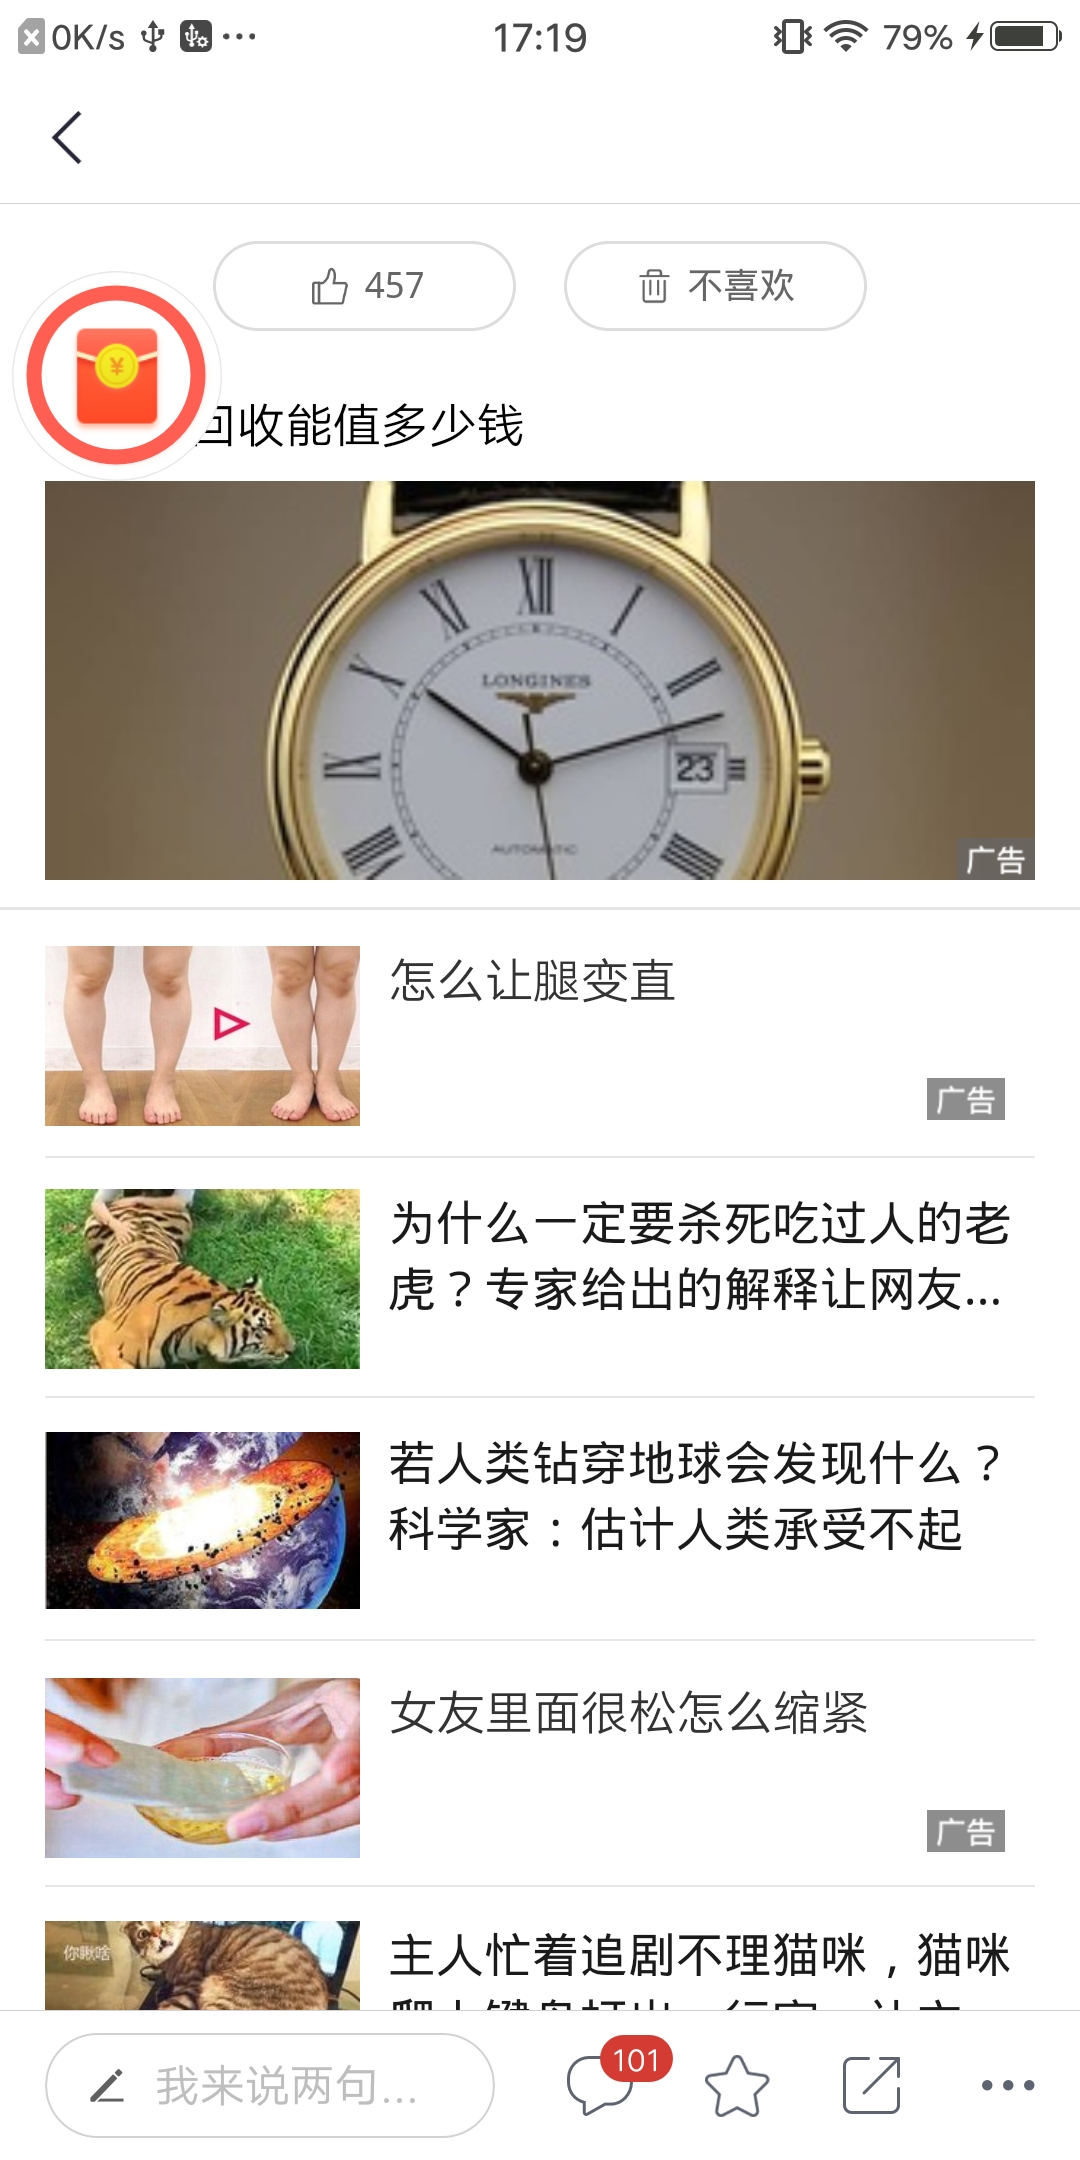 0K/s
17:19
79%
457
不喜欢
回收能值多少钱
XII
LONGINES
23
AUTOMATIC
广告
怎么让腿变直
广告
为什么一定要杀死吃过人的老
虎？专家给出的解释让网友...
若人类钻穿地球会发现什么？
科学家：估计人类承受不起
女友里面很松怎么缩紧
广告
你瞅啥
主人忙着追剧不理猫咪，猫咪
我来说两句...
101